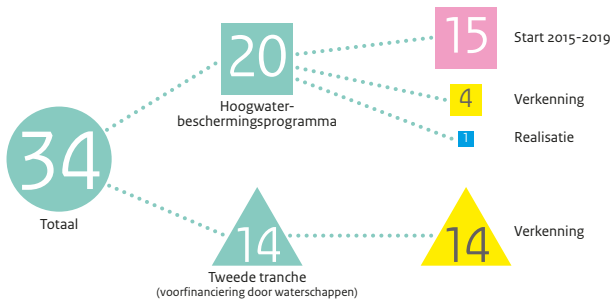 34
Totaal
20
Hoogwater-
beschermingsprogramma
15
Start 2015-2019
4
Verkenning
1
Realisatie
14
Tweede tranche
(voorfinanciering door waterschappen)
14
Verkenning